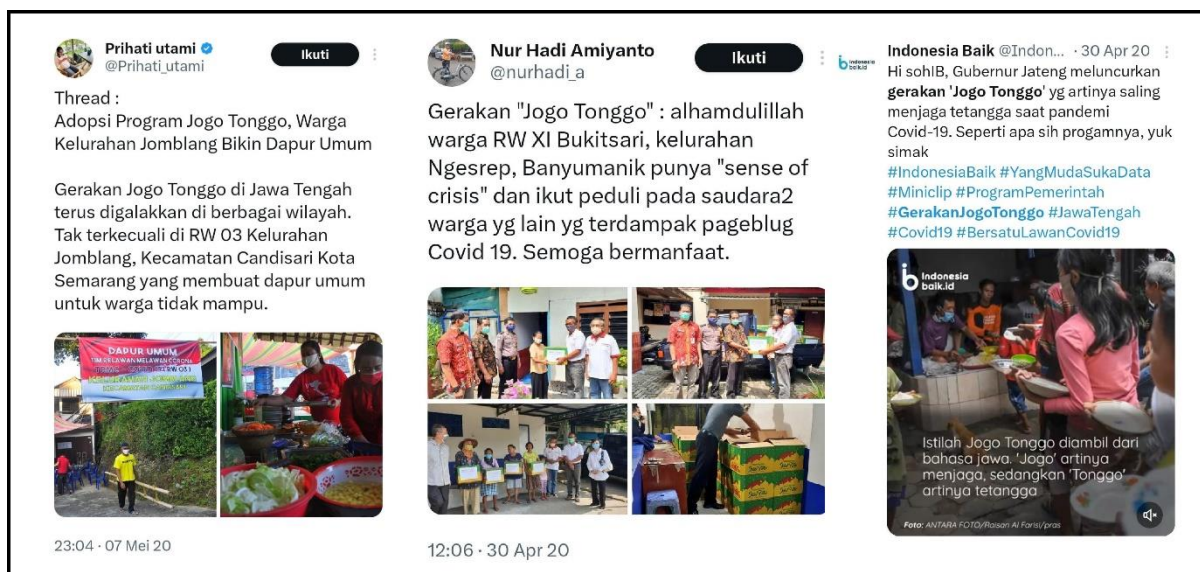 Prihati utami
@Prihati_utami
Ikuti
Thread :
Adopsi Program Jogo Tonggo, Warga
Kelurahan Jomblang Bikin Dapur Umum
Gerakan Jogo Tonggo di Jawa Tengah
terus digalakkan di berbagai wilayah.
Tak terkecuali di RW 03 Kelurahan
Jomblang, Kecamatan Candisari Kota
Semarang yang membuat dapur umum
untuk warga tidak mampu.
DAPUR UMUM
TIM RELAWAN MELAWAN CORONA
23:04 · 07 Mei 20
Nur Hadi Amiyanto
@nurhadi_a
Ikuti
Gerakan "Jogo Tonggo" : alhamdulillah
warga RW XI Bukitsari, kelurahan
Ngesrep, Banyumanik punya "sense of
crisis" dan ikut peduli pada saudara2
warga yg lain yg terdampak pageblug
Covid 19. Semoga bermanfaat.
12:06 · 30 Apr 20
Indonesia baik.id
Indonesia Baik @Indon... · 30 Apr 20
Hi sohIB, Gubernur Jateng meluncurkan
gerakan 'Jogo Tonggo' yg artinya saling
menjaga tetangga saat pandemi
Covid-19. Seperti apa sih progamnya, yuk
simak
#IndonesiaBaik #YangMudaSukaData
#Miniclip #ProgramPemerintah
#GerakanJogoTonggo #JawaTengah
#Covid19 #BersatuLawanCovid19
Indonesia
baik.id
Istilah Jogo Tonggo diambil dari
bahasa jawa. 'Jogo' artinya
menjaga, sedangkan 'Tonggo'
artinya tetangga
Foto: ANTARA FOTO/Raisan Al Farisi/pras